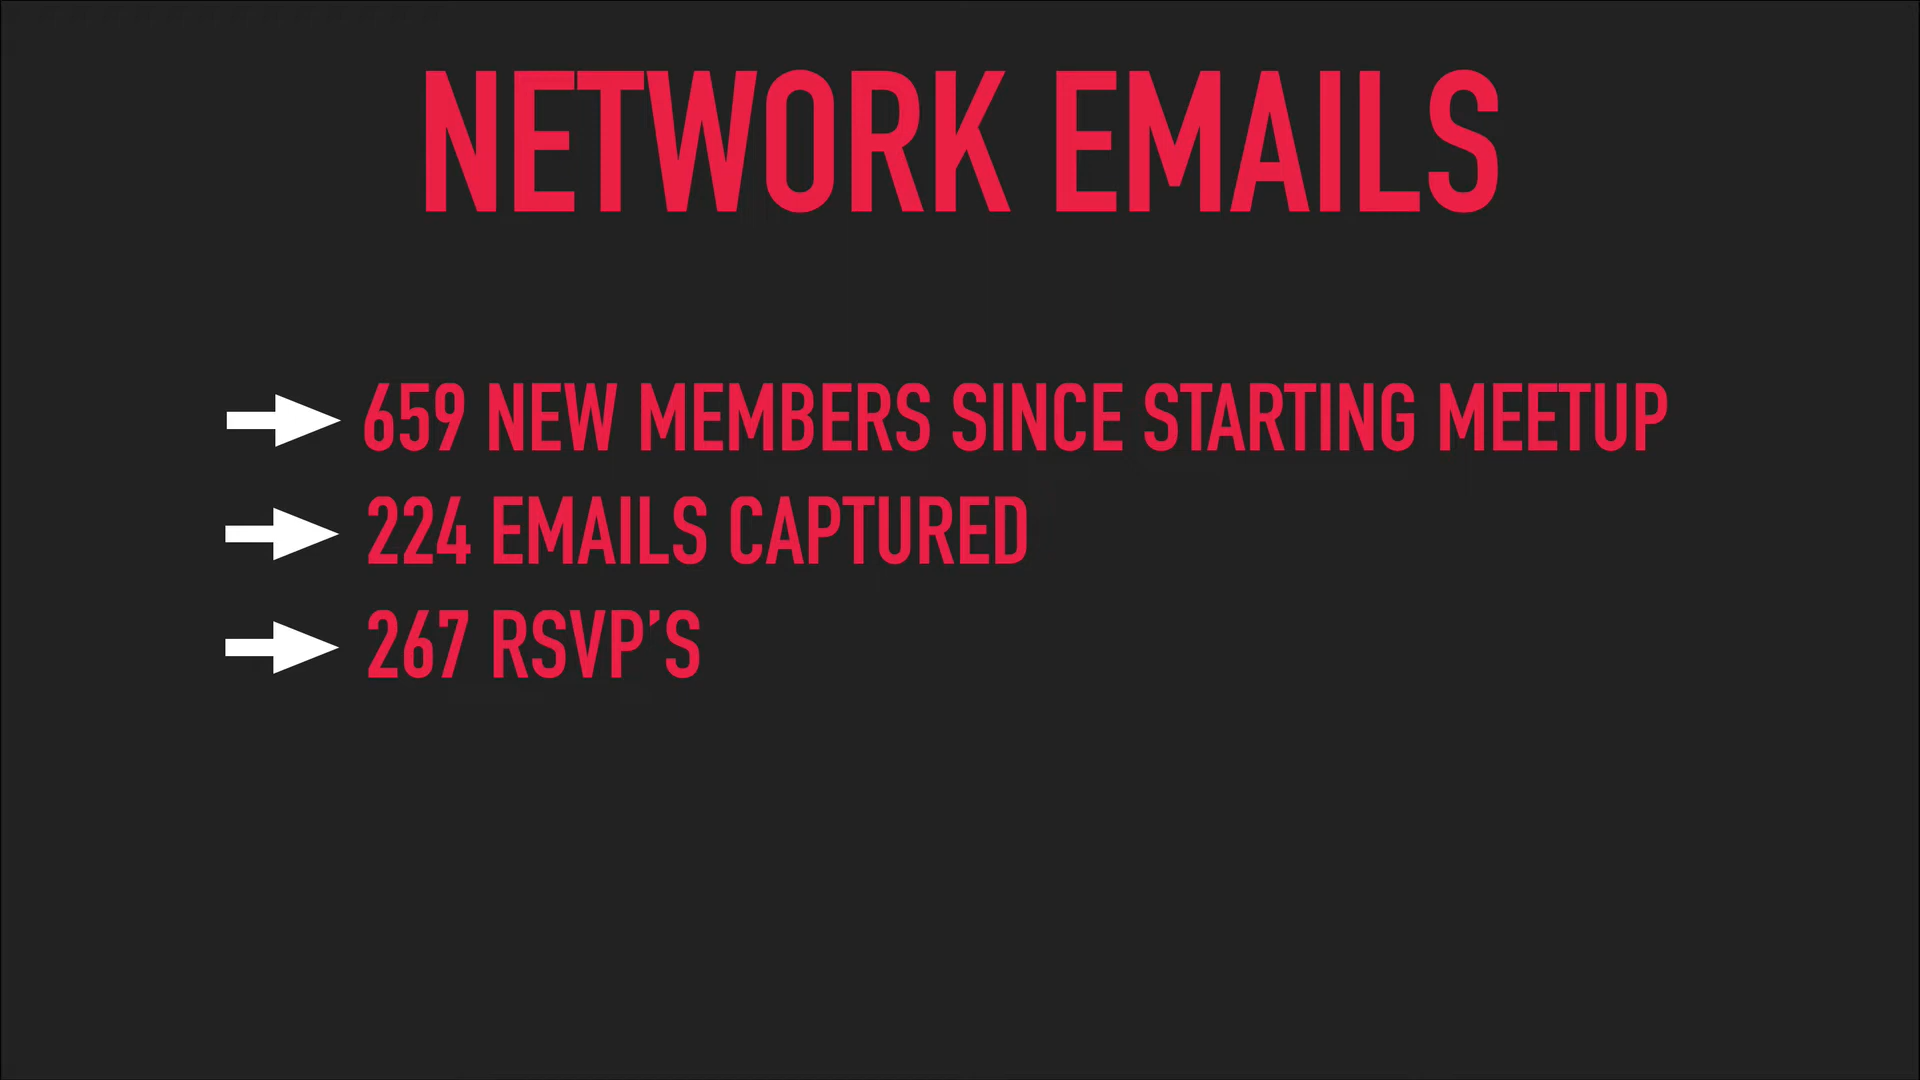 NETWORK EMAILS
659 NEW MEMBERS SINCE STARTING MEETUP
224 EMAILS CAPTURED
267 RSVP'S